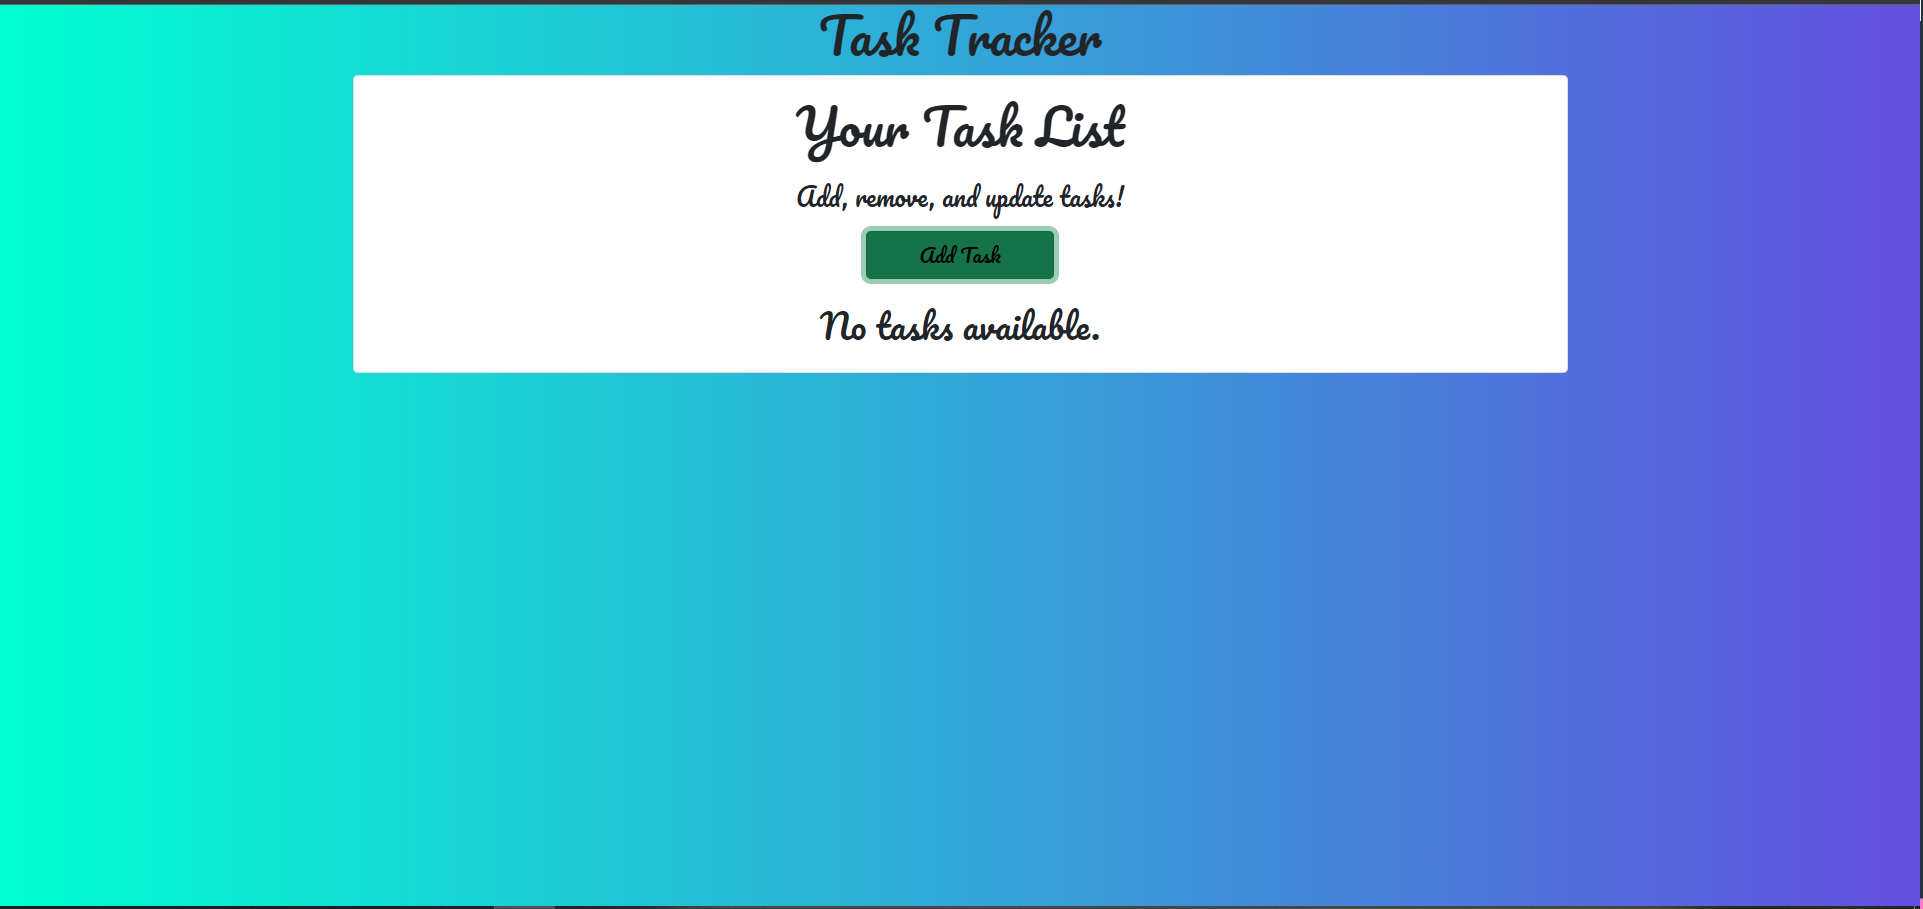 Task Tracker
Your Task List
Add, remove, and update tasks!
Add Task
No tasks available.